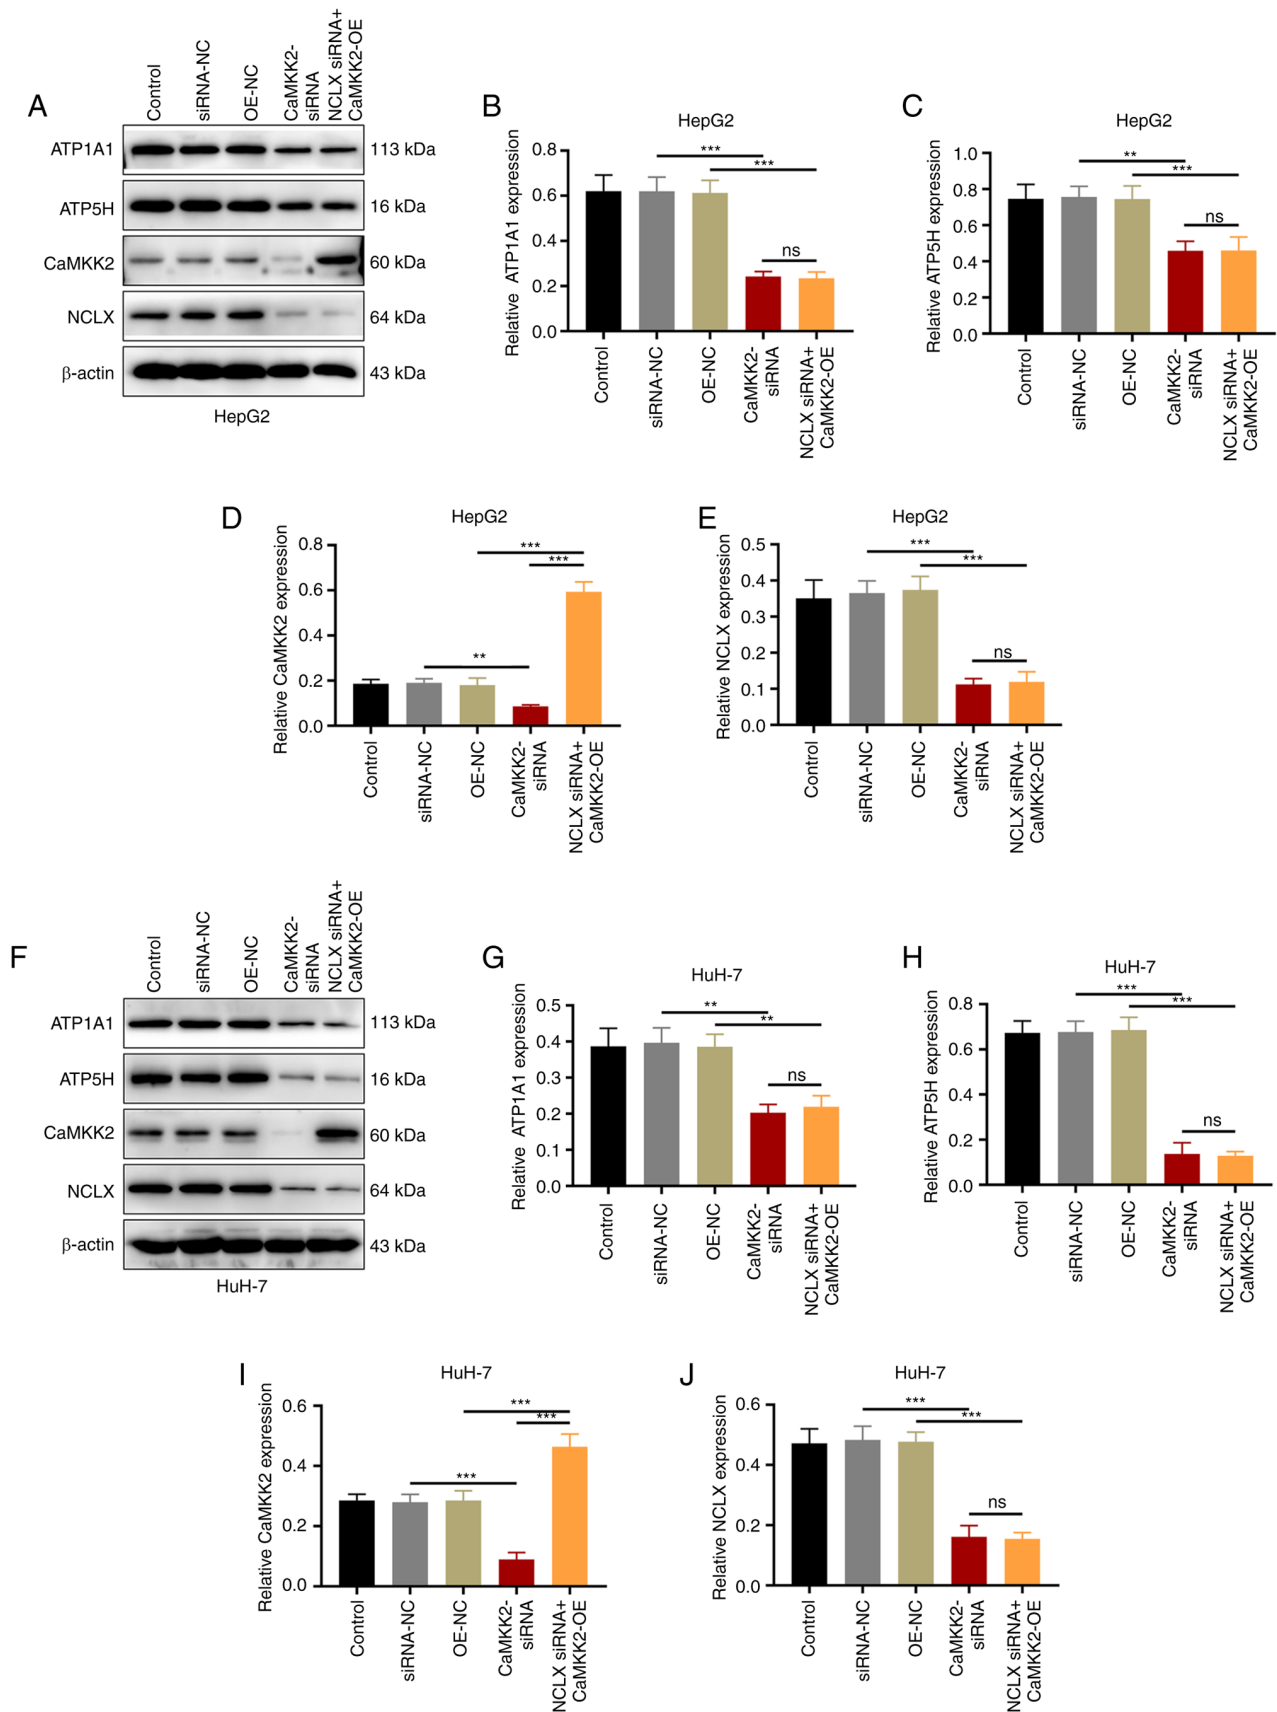 A
Control
siRNA-NC
OE-NC
CaMKK2-
siRNA
NCLX siRNA+
CaMKK2-OE
ATP1A1
113 kDa
ATP5H
16 kDa
CaMKK2
60 kDa
NCLX
64 kDa
β-actin
43 kDa
HepG2
B
HepG2
Relative ATP1A1 expression
0.8
0.6
0.4
0.2
0.0
***
***
ns
Control
siRNA-NC
OE-NC
CaMKK2-
siRNA
NCLX siRNA+
CaMKK2-OE
C
HepG2
Relative ATP5H expression
1.0
0.8
0.6
0.4
0.2
0.0
**
***
ns
Control
siRNA-NC
OE-NC
CaMKK2-
siRNA
NCLX siRNA+
CaMKK2-OE
D
HepG2
Relative CaMKK2 expression
0.8
0.6
0.4
0.2
0.0
***
***
**
Control
siRNA-NC
OE-NC
CaMKK2-
siRNA
NCLX siRNA+
CaMKK2-OE
E
HepG2
Relative NCLX expression
0.5
0.4
0.3
0.2
0.1
0.0
***
***
ns
Control
siRNA-NC
OE-NC
CaMKK2-
siRNA
NCLX siRNA+
CaMKK2-OE
F
Control
siRNA-NC
OE-NC
CaMKK2-
siRNA
NCLX siRNA+
CaMKK2-OE
ATP1A1
113 kDa
ATP5H
16 kDa
CaMKK2
60 kDa
NCLX
64 kDa
β-actin
43 kDa
HuH-7
G
HuH-7
Relative ATP1A1 expression
0.5
0.4
0.3
0.2
0.1
0.0
**
**
ns
Control
siRNA-NC
OE-NC
CaMKK2-
siRNA
NCLX siRNA+
CaMKK2-OE
H
HuH-7
Relative ATP5H expression
0.8
0.6
0.4
0.2
0.0
***
***
ns
Control
siRNA-NC
OE-NC
CaMKK2-
siRNA
NCLX siRNA+
CaMKK2-OE
I
HuH-7
Relative CaMKK2 expression
0.6
0.4
0.2
0.0
***
***
***
Control
siRNA-NC
OE-NC
CaMKK2-
siRNA
NCLX siRNA+
CaMKK2-OE
J
HuH-7
Relative NCLX expression
0.6
0.4
0.2
0.0
***
***
ns
Control
siRNA-NC
OE-NC
CaMKK2-
siRNA
NCLX siRNA+
CaMKK2-OE